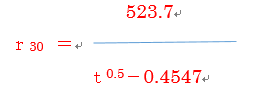 523.7↵
r 30 = ↵
t 0.5－0.4547↵